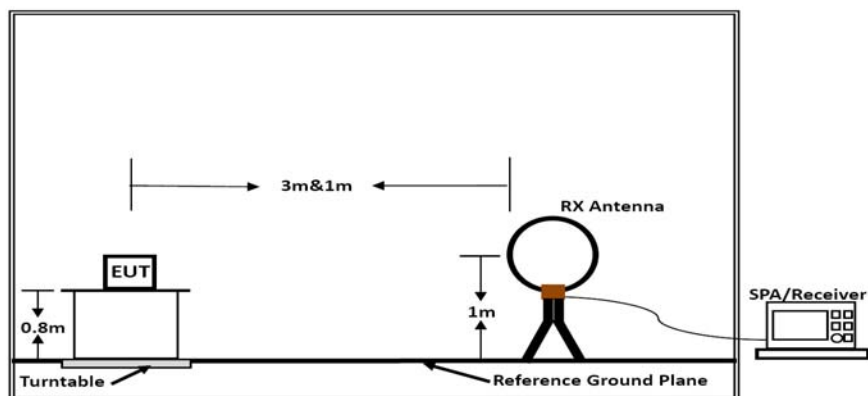 3m&1m
RX Antenna
EUT
SPA/Receiver
0.8m
1m
Turntable
Reference Ground Plane